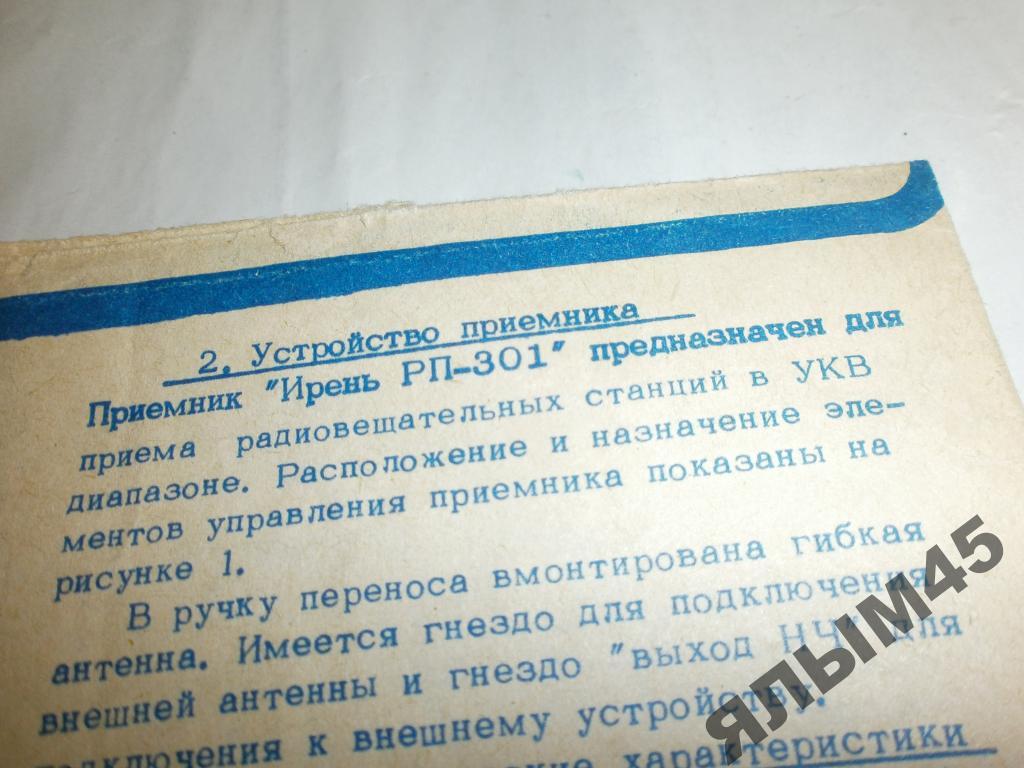 2. Устройство приемника
Приемник "Ирень РП-301" предназначен для
приема радиовещательных станций в УКВ
диапазоне. Расположение и назначение эле-
ментов управления приемника показаны на
рисунке 1.
В ручку переноса вмонтирована гибкая
антенна. Имеется гнездо для подключения
внешней антенны и гнездо "выход НЧ" для
подключения к внешнему устройству.
характеристики
ЯЛЫМ45